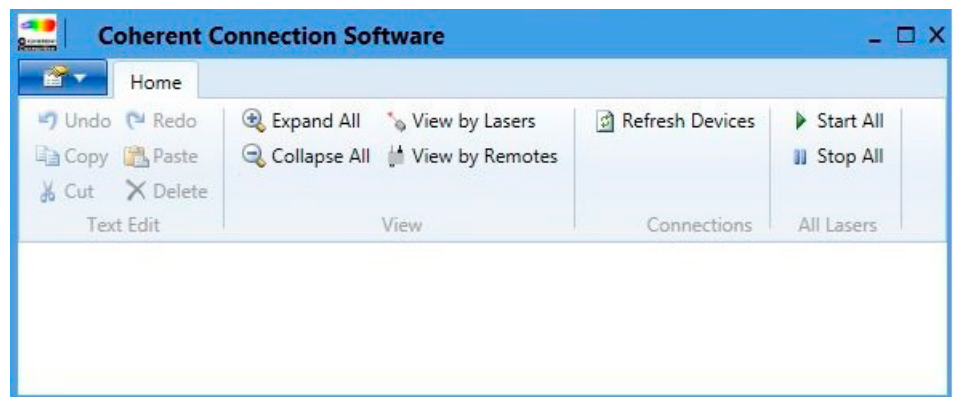 Coherent Connection Software
Home
Undo Redo Expand All View by Lasers Refresh Devices Start All
Copy Paste Collapse All View by Remotes Stop All
Cut Delete
Text Edit View Connections All Lasers